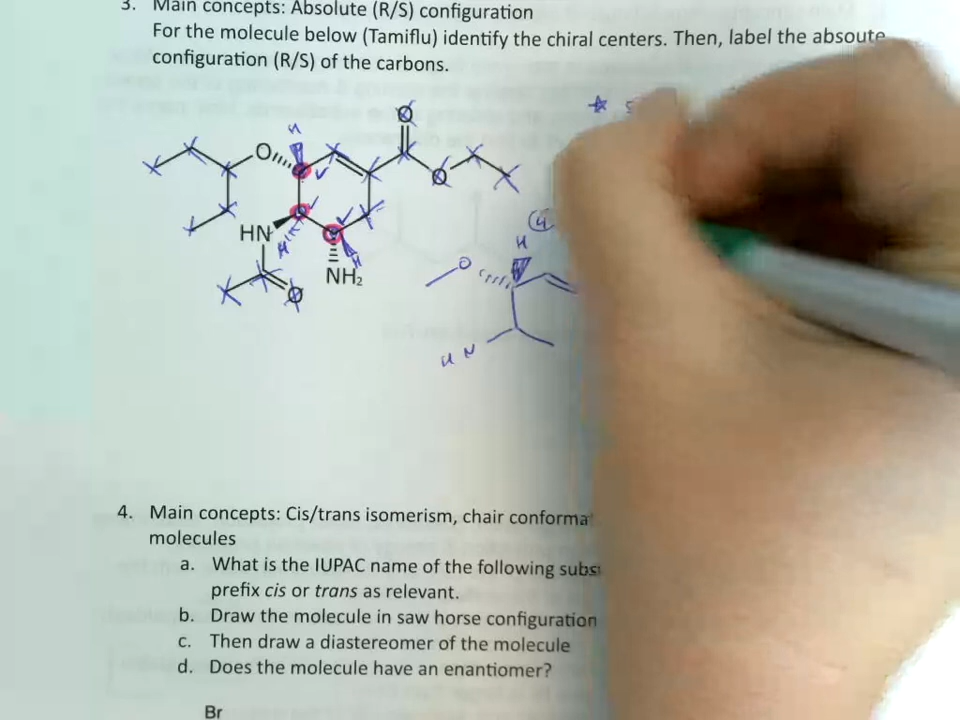 3. Main concepts: Absolute (R/S) configuration
For the molecule below (Tamiflu) identify the chiral centers. Then, label the absoute
configuration (R/S) of the carbons.
O
H
O
O
HN
H
H
NH₂
O
4
H
O
H N
4. Main concepts: Cis/trans isomerism, chair
molecules
a. What is the IUPAC name of the following
prefix cis or trans as relevant.
b. Draw the molecule in saw horse configuration
c. Then draw a diastereomer of the molecule
d. Does the molecule have an enantiomer?
Br